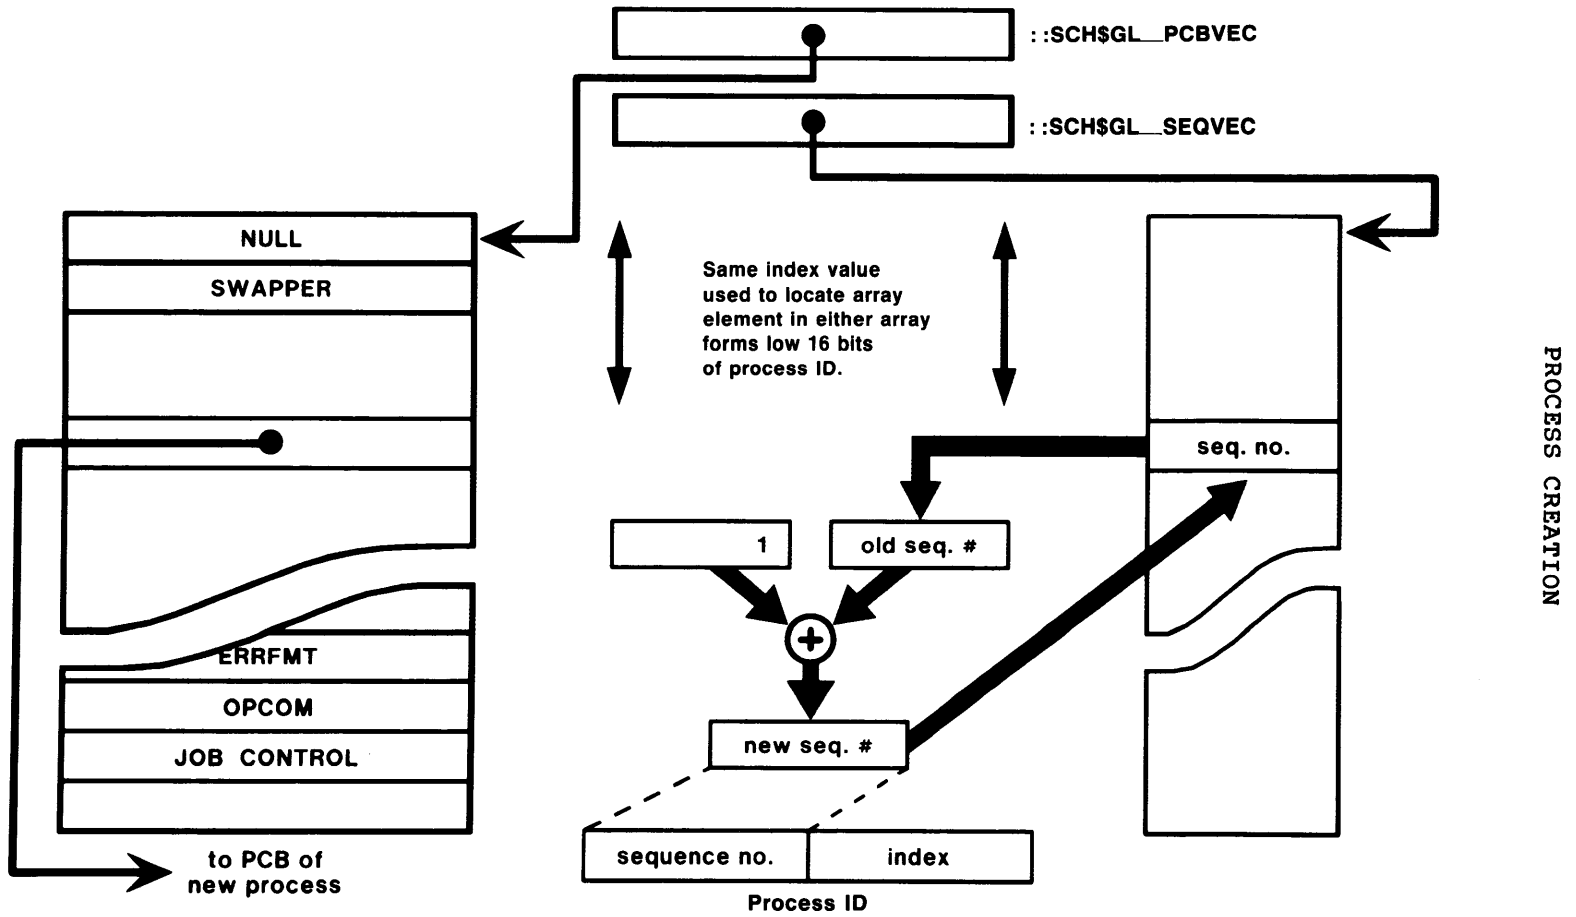 ::SCH$GL__PCBVEC
::SCH$GL__SEQVEC
NULL
SWAPPER
Same index value
used to locate array
element in either array
forms low 16 bits
of process ID.
seq. no.
1
old seq. #
+
new seq. #
ERRFMT
OPCOM
JOB CONTROL
to PCB of
new process
sequence no.
index
Process ID
PROCESS CREATION